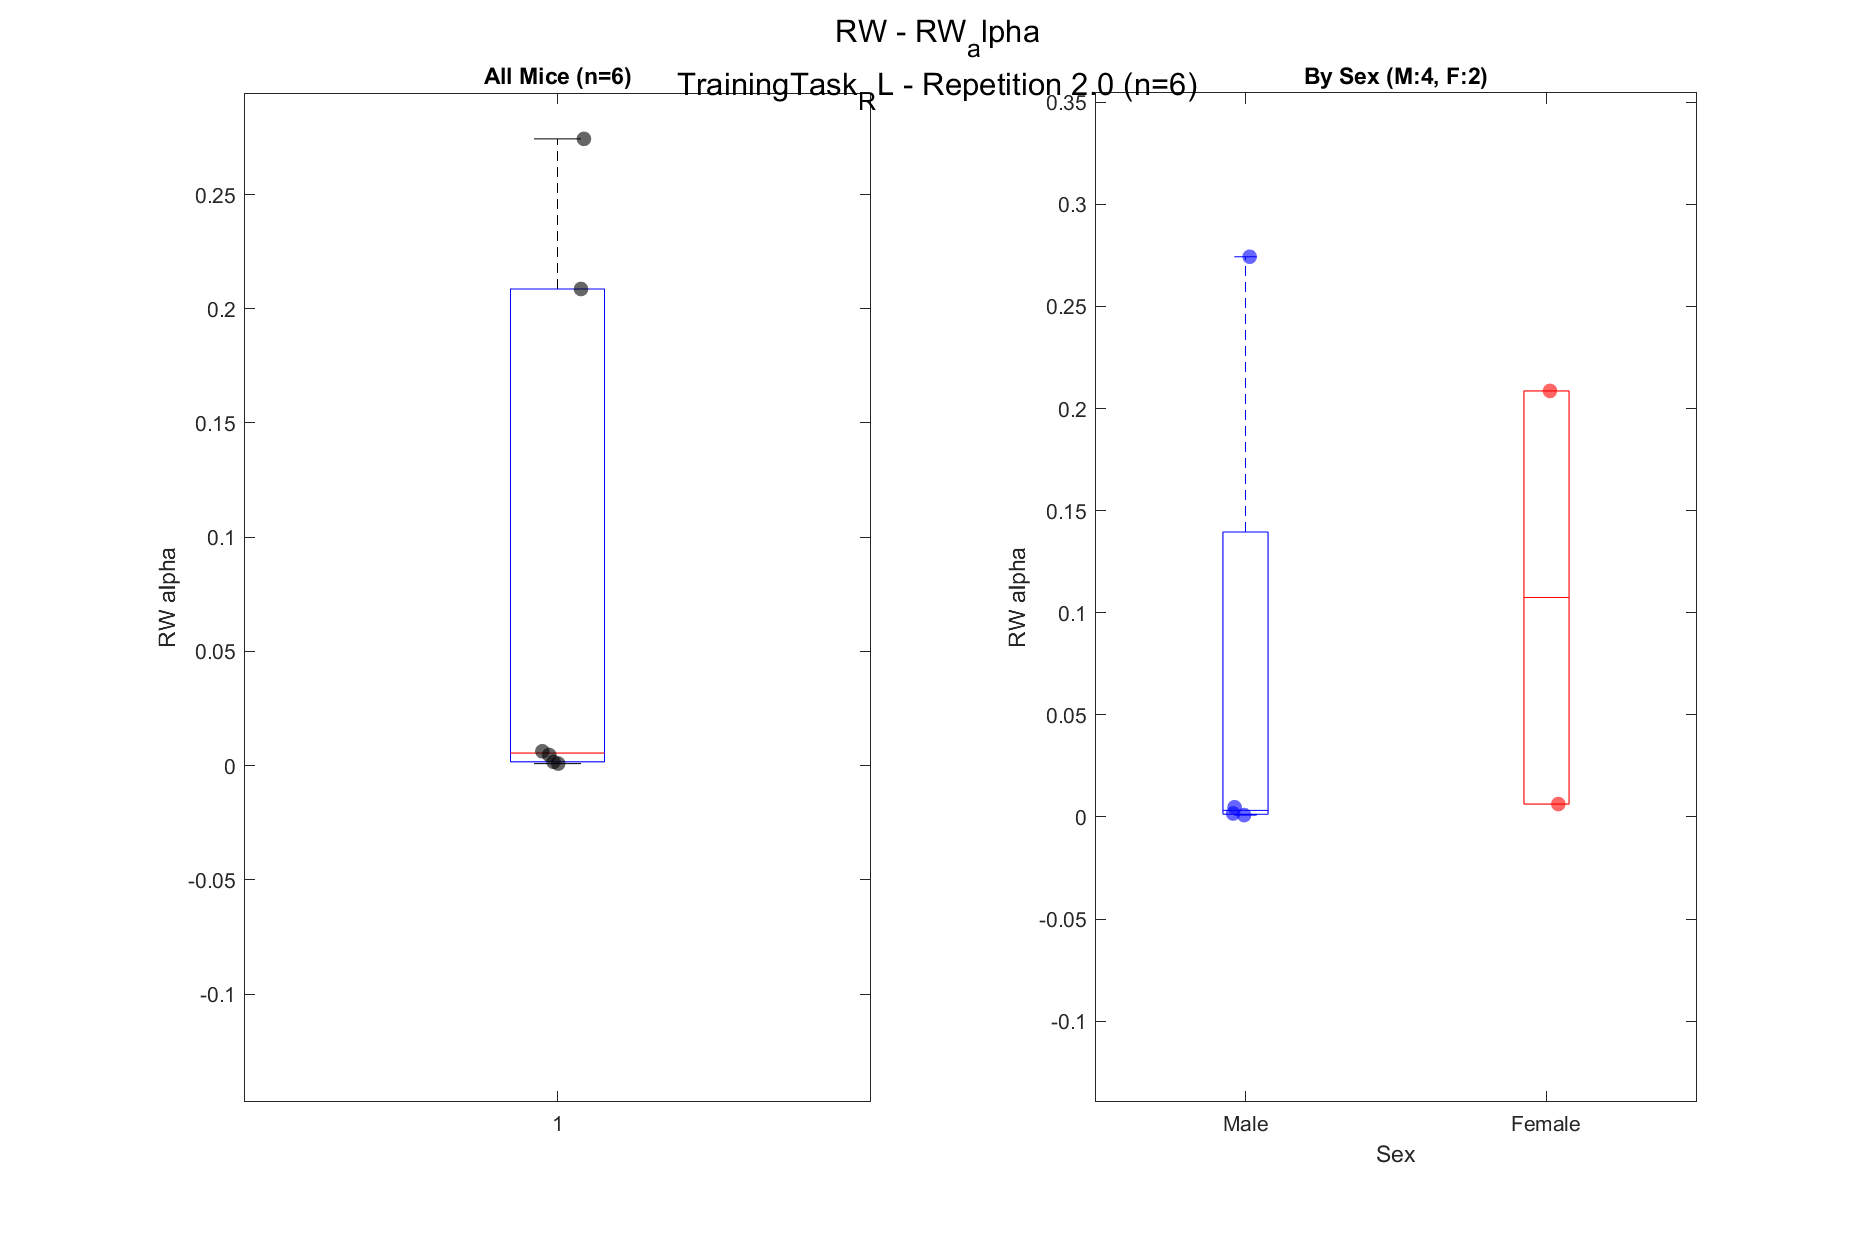 RW - RW_alpha
TrainingTask_RL - Repetition 2.0 (n=6)
All Mice (n=6)
0.25
0.2
0.15
0.1
0.05
0
-0.05
-0.1
RW alpha
1
By Sex (M:4, F:2)
0.35
0.3
0.25
0.2
0.15
0.1
0.05
0
-0.05
-0.1
RW alpha
Male Female
Sex